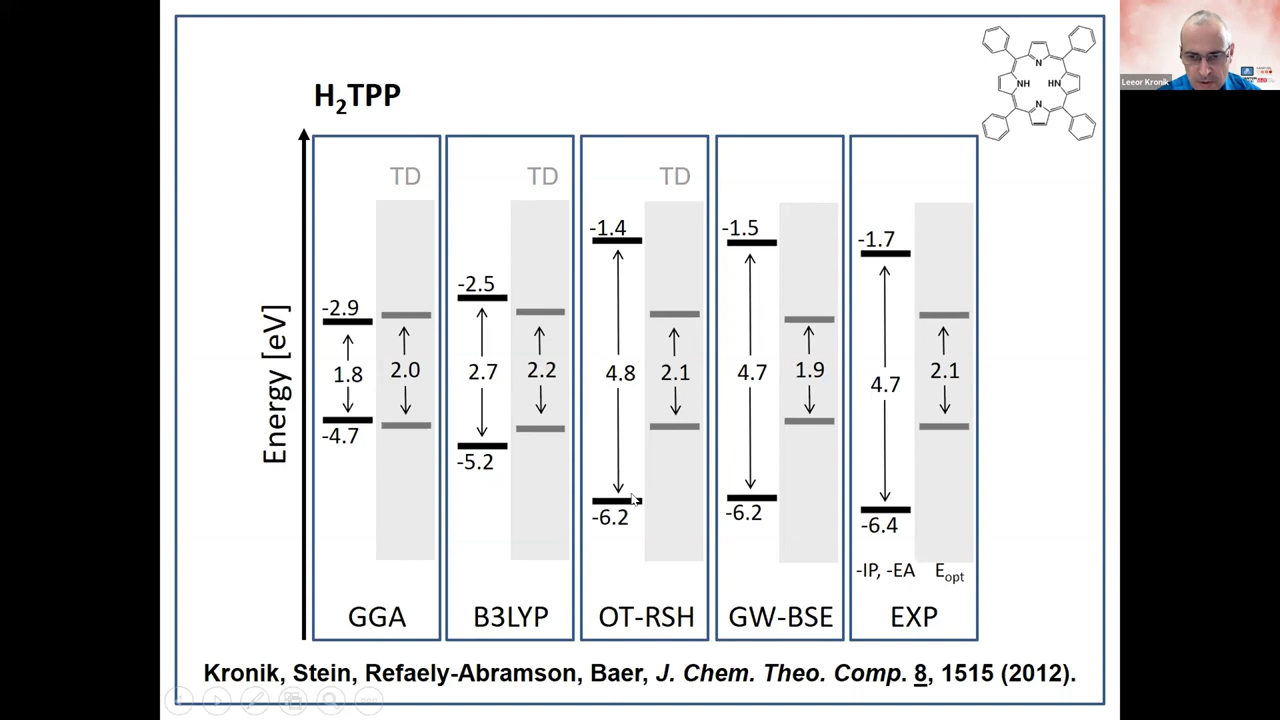 Leeor Kronik
N
NH
HN
N
H2TPP
TD
TD
TD
-2.9
1.8
-4.7
2.0
-2.5
2.7
-5.2
2.2
-1.4
4.8
-6.2
2.1
-1.5
4.7
-6.2
1.9
-1.7
4.7
-6.4
2.1
-IP, -EA
Eopt
Energy [eV]
GGA
B3LYP
OT-RSH
GW-BSE
EXP
Kronik, Stein, Refaely-Abramson, Baer, J. Chem. Theo. Comp. 8, 1515 (2012).